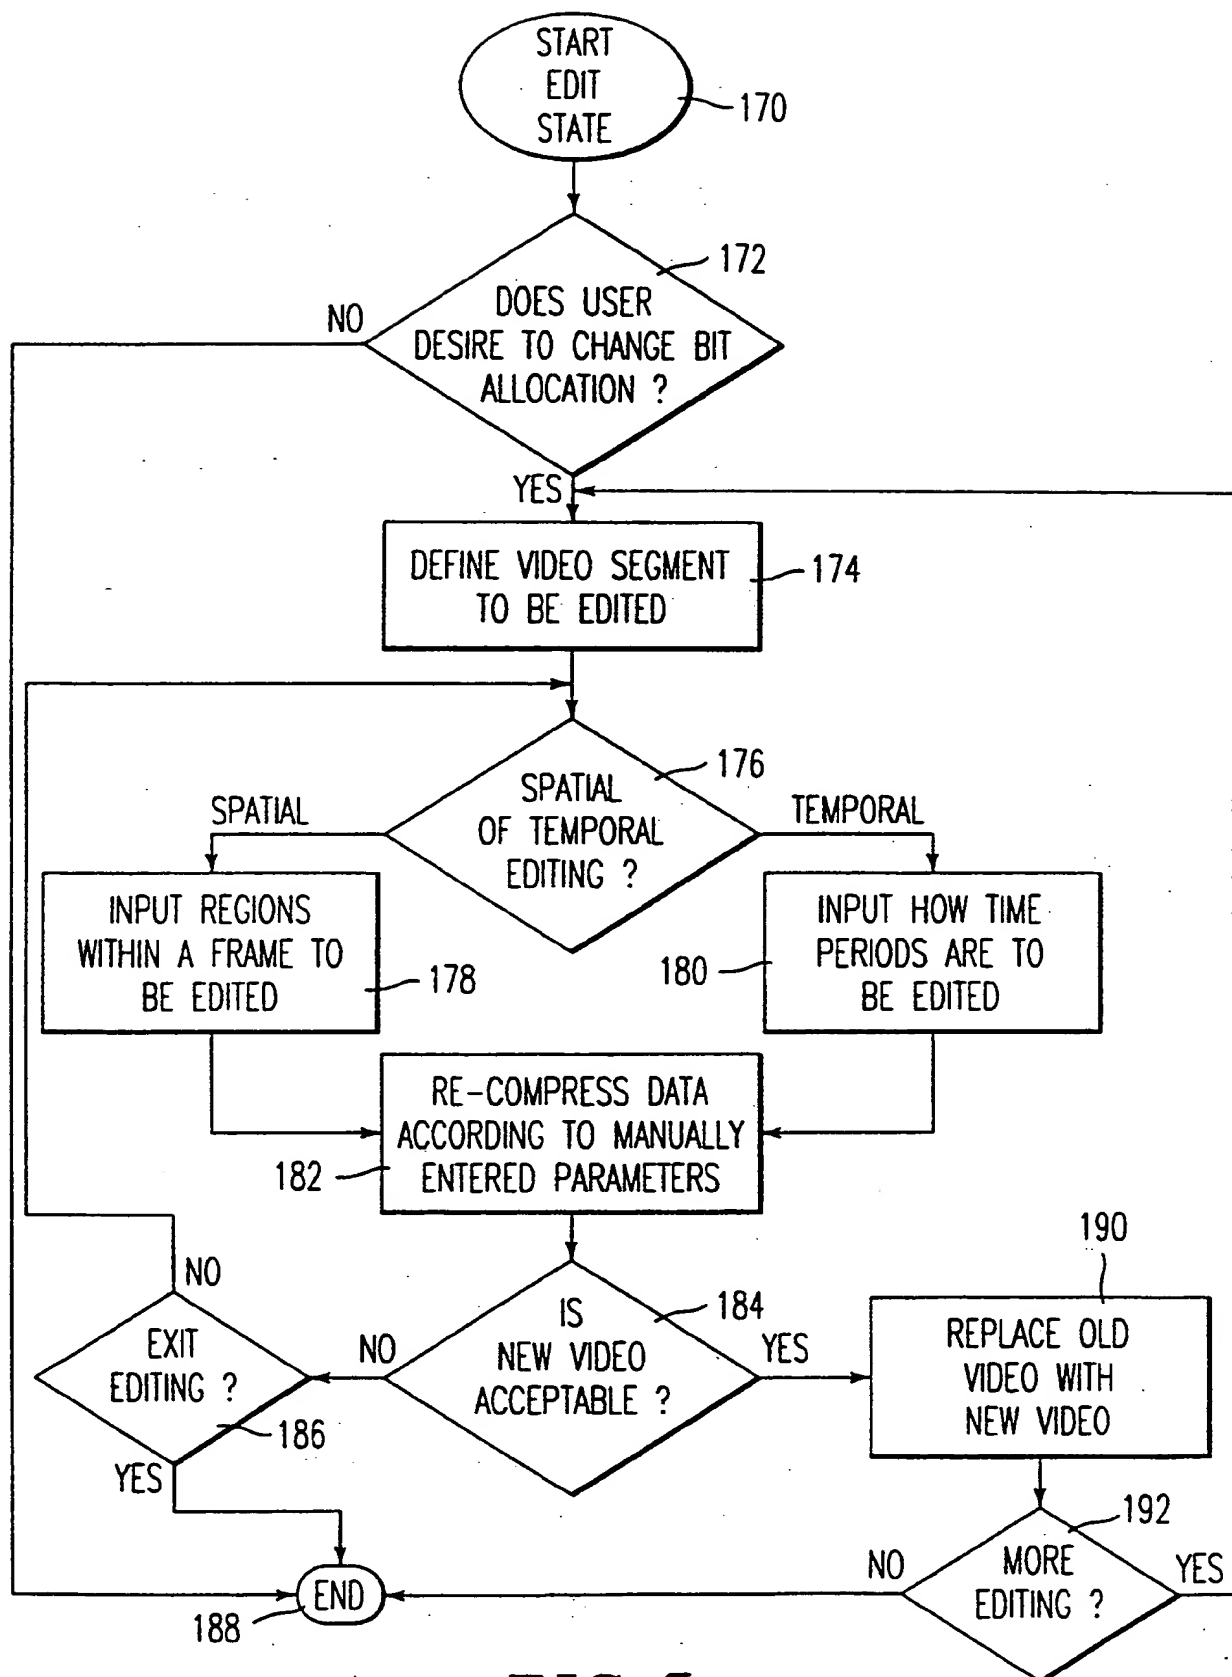 START
EDIT
STATE
170
172
DOES USER
DESIRE TO CHANGE BIT
ALLOCATION ?
NO
YES
DEFINE VIDEO SEGMENT
TO BE EDITED
174
176
SPATIAL
OF TEMPORAL
EDITING ?
SPATIAL
TEMPORAL
INPUT REGIONS
WITHIN A FRAME TO
BE EDITED
178
INPUT HOW TIME
PERIODS ARE TO
BE EDITED
180
RE-COMPRESS DATA
ACCORDING TO MANUALLY
ENTERED PARAMETERS
182
184
IS
NEW VIDEO
ACCEPTABLE ?
NO
YES
NO
EXIT
EDITING ?
186
YES
190
REPLACE OLD
VIDEO WITH
NEW VIDEO
192
MORE
EDITING ?
NO
YES
END
188